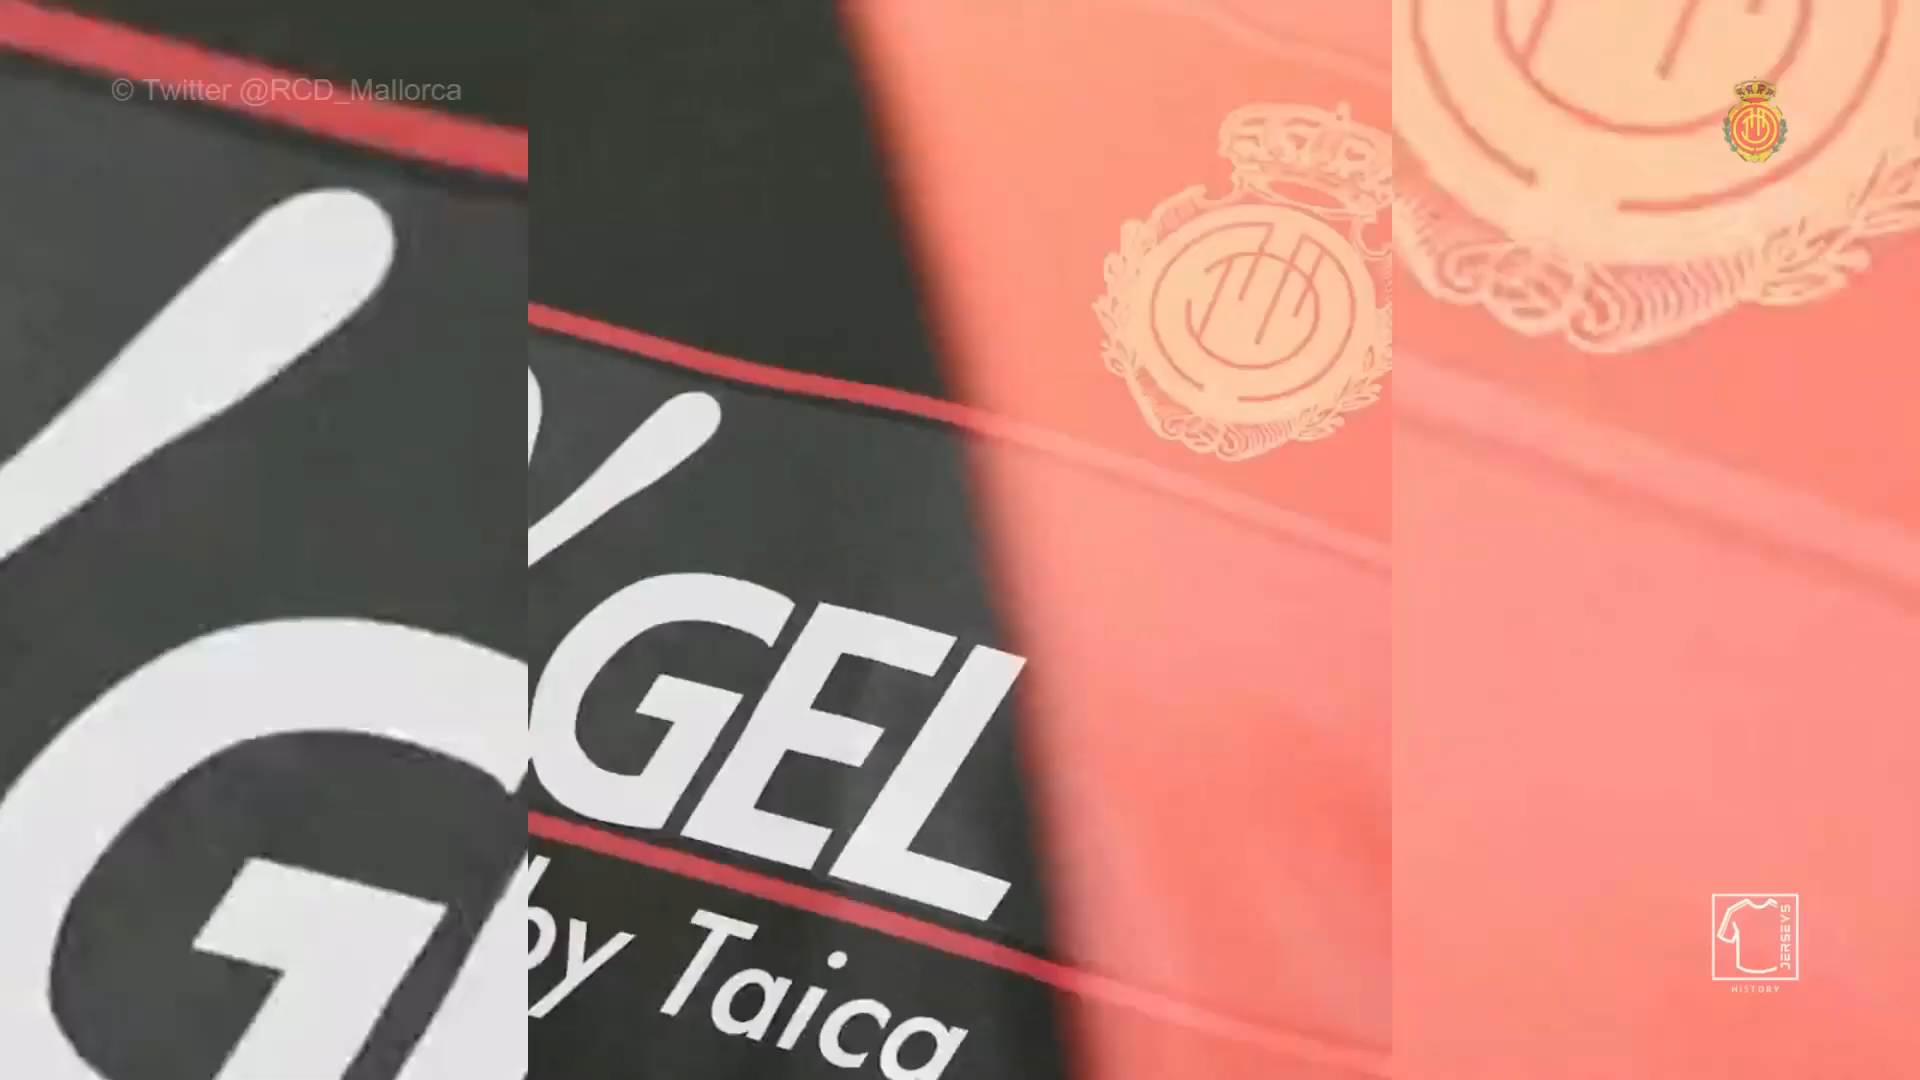 © Twitter @RCD_Mallorca
G
GEL
by Taica
JERSEYS
HISTORY